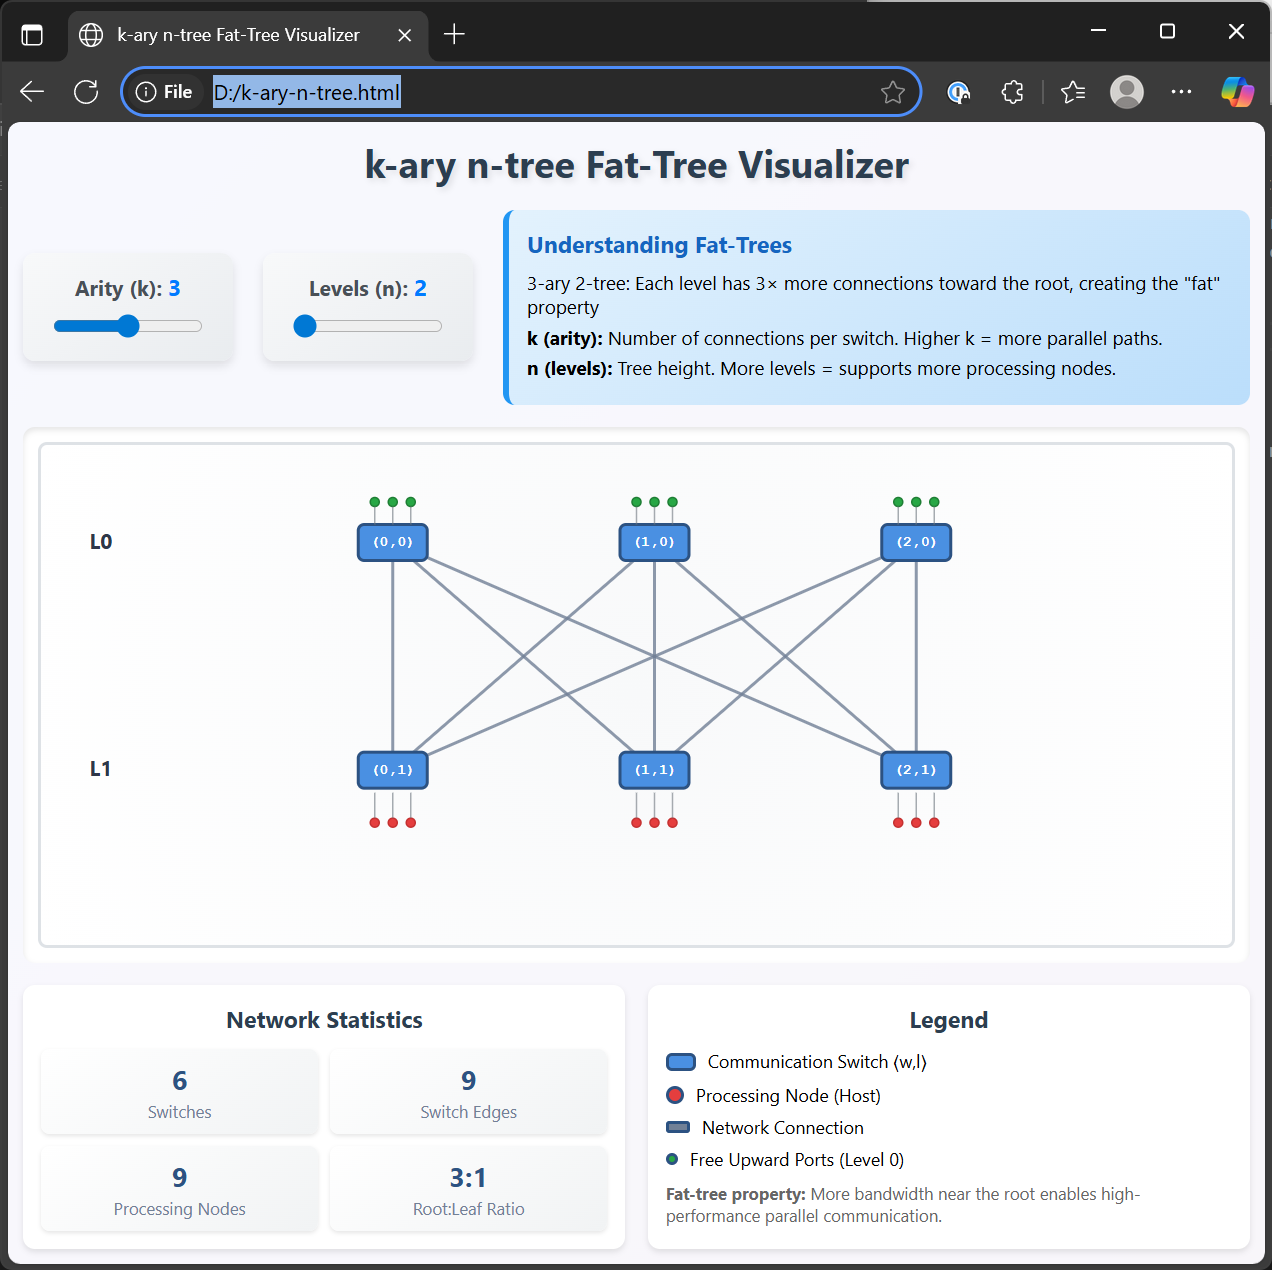 k-ary n-tree Fat-Tree Visualizer
File D:/k-ary-n-tree.html
k-ary n-tree Fat-Tree Visualizer
Arity (k): 3
Levels (n): 2
Understanding Fat-Trees
3-ary 2-tree: Each level has 3× more connections toward the root, creating the "fat"
property
k (arity): Number of connections per switch. Higher k = more parallel paths.
n (levels): Tree height. More levels = supports more processing nodes.
L0
⟨0,0⟩ ⟨1,0⟩ ⟨2,0⟩
L1
⟨0,1⟩ ⟨1,1⟩ ⟨2,1⟩
Network Statistics
6
Switches
9
Switch Edges
9
Processing Nodes
3:1
Root:Leaf Ratio
Legend
Communication Switch ⟨w,l⟩
Processing Node (Host)
Network Connection
Free Upward Ports (Level 0)
Fat-tree property: More bandwidth near the root enables high-
performance parallel communication.